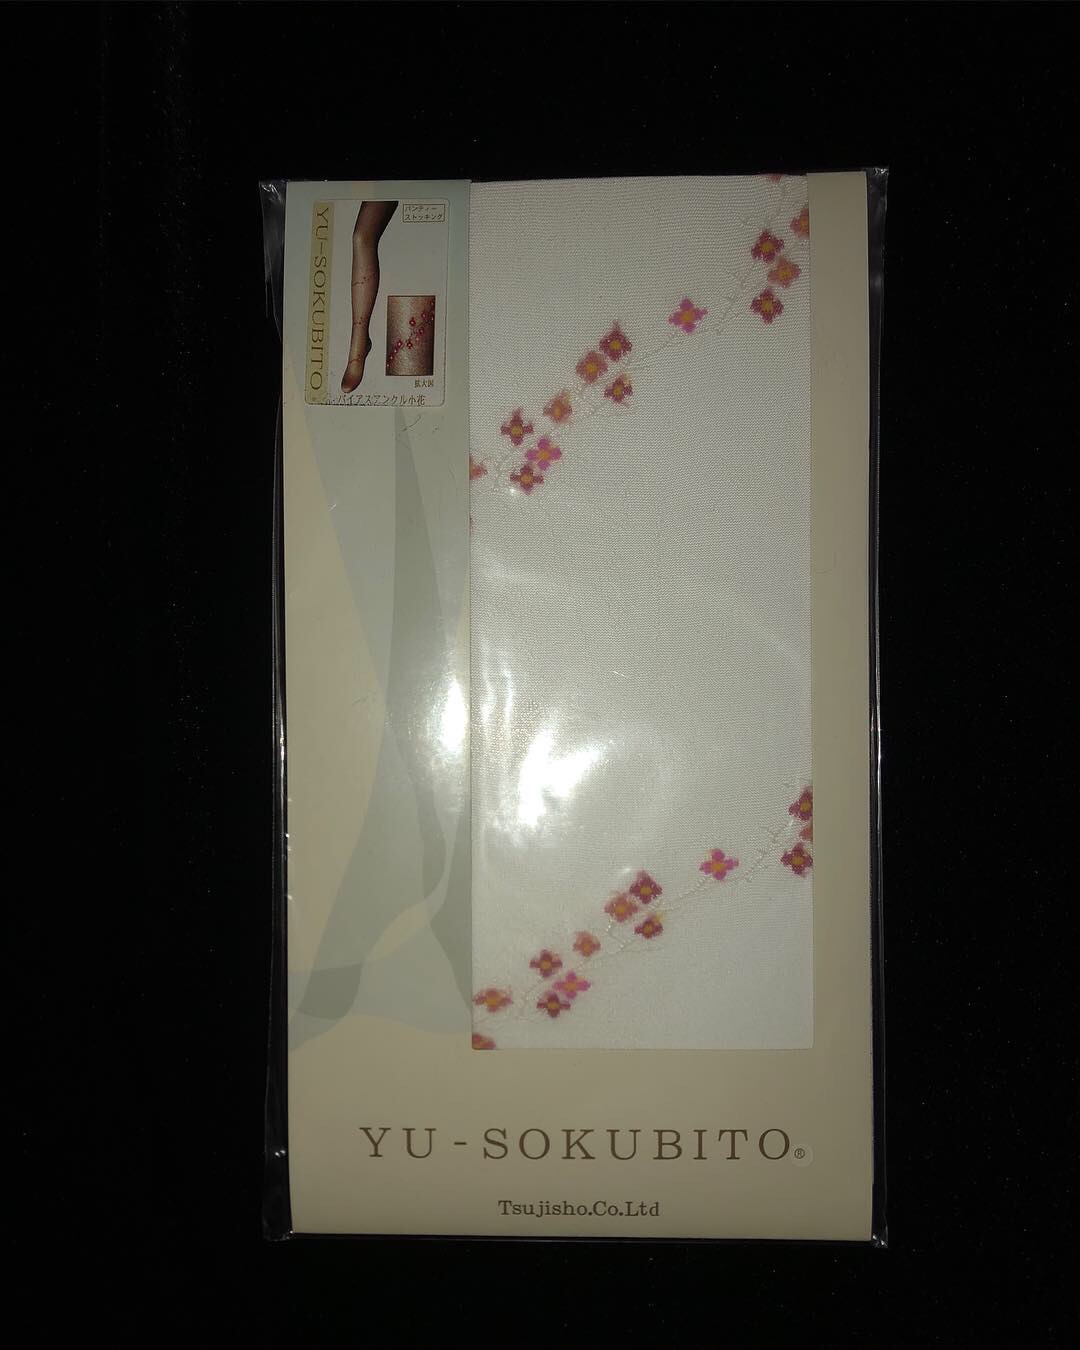 YU-SOKUBITO
パンティー
ストッキング
拡大図
バイアスアンクル小花
YU-SOKUBITO®
Tsujisho.Co.Ltd